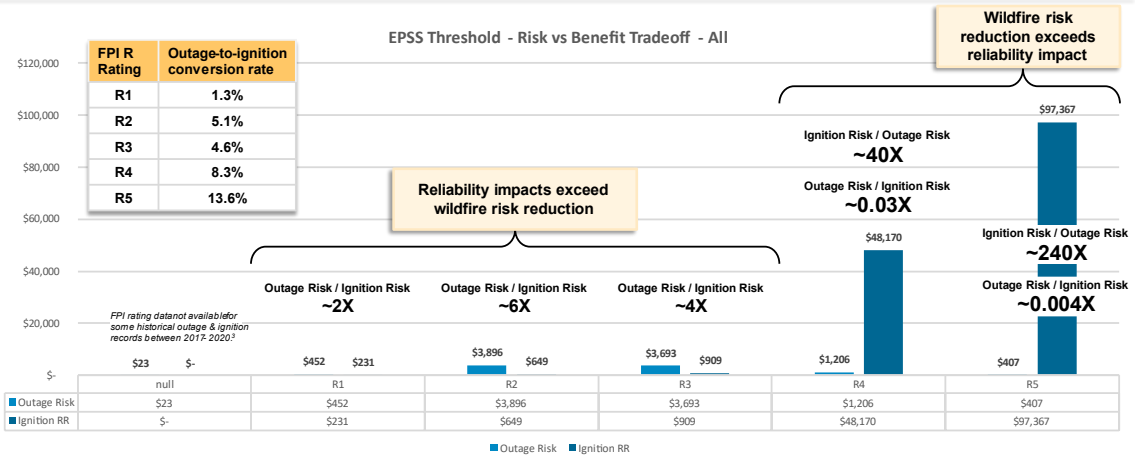 EPSS Threshold - Risk vs Benefit Tradeoff - All
Wildfire risk
reduction exceeds
reliability impact
FPI R Rating Outage-to-ignition conversion rate
R1 1.3%
R2 5.1%
R3 4.6%
R4 8.3%
R5 13.6%
$120,000
$100,000
$80,000
$60,000
$40,000
$20,000
$-
Reliability impacts exceed
wildfire risk reduction
FPI rating datanot availablefor
some historical outage & ignition
records between 2017-2020.³
Outage Risk / Ignition Risk
~2X
Outage Risk / Ignition Risk
~6X
Outage Risk / Ignition Risk
~4X
Ignition Risk / Outage Risk
~40X
Outage Risk / Ignition Risk
~0.03X
Ignition Risk / Outage Risk
~240X
Outage Risk / Ignition Risk
~0.004X
$23 $-
$452 $231
$3,896 $649
$3,693 $909
$1,206 $48,170
$407 $97,367
null R1 R2 R3 R4 R5
Outage Risk $23 $452 $3,896 $3,693 $1,206 $407
Ignition RR $- $231 $649 $909 $48,170 $97,367
Outage Risk Ignition RR